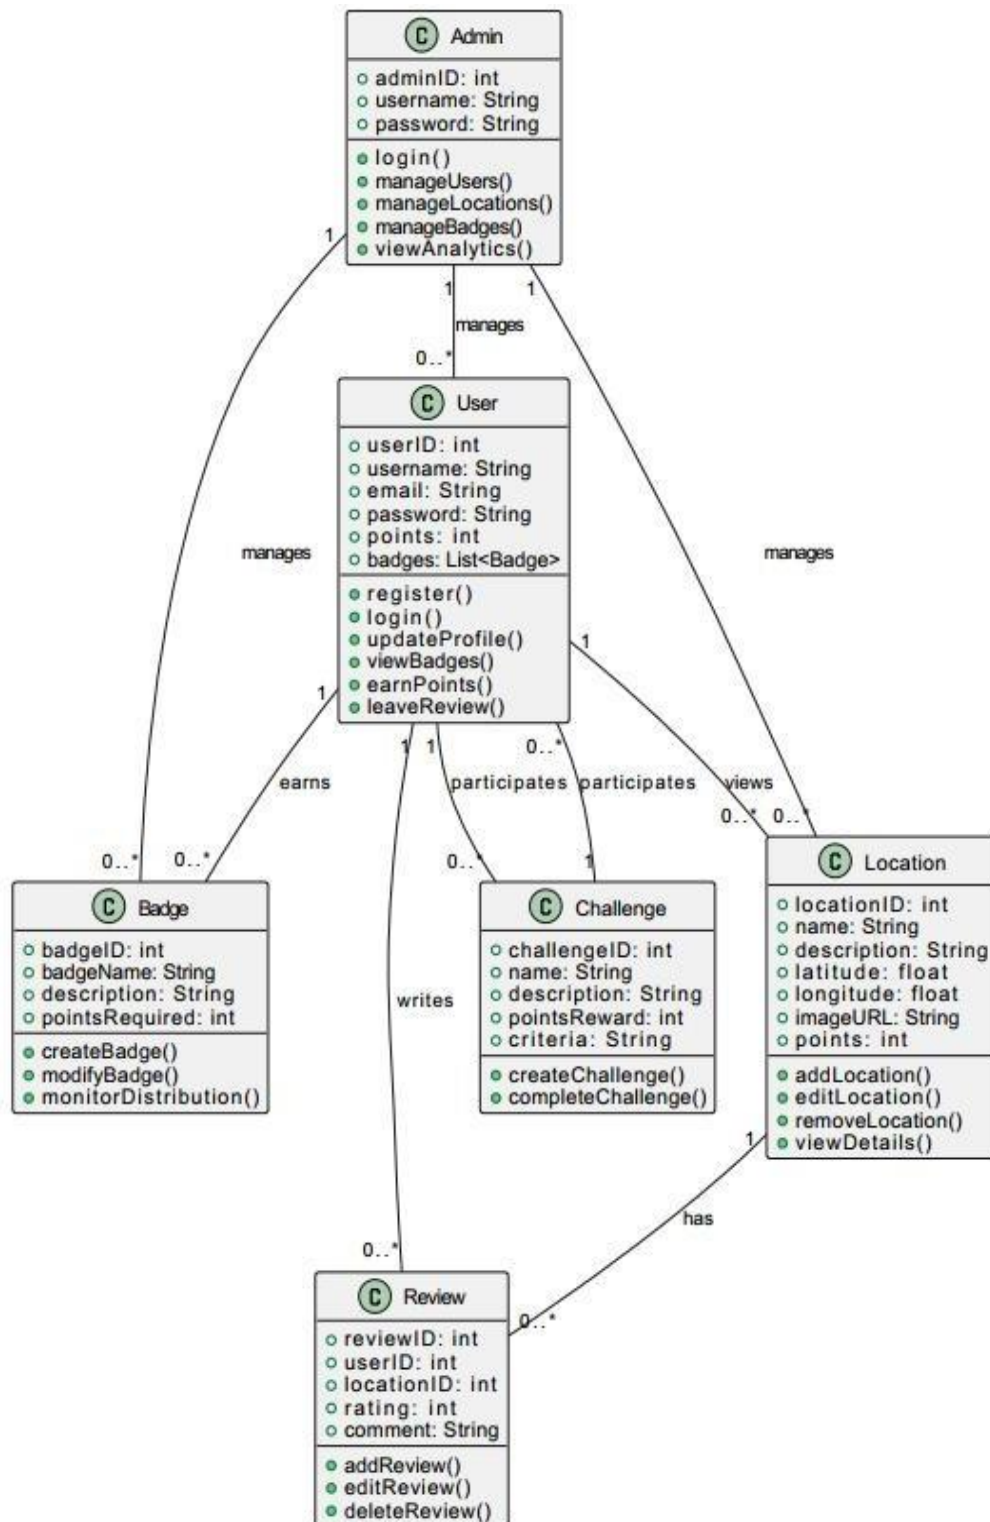 C Admin
adminID: int
username: String
password: String
login()
manageUsers()
manageLocations()
manageBadges()
viewAnalytics()
1
1
1
manages
0..*
C User
userID: int
username: String
email: String
password: String
points: int
badges: List<Badge>
register()
login()
updateProfile()
viewBadges()
earnPoints()
leaveReview()
manages
manages
1
1
1
1
0..*
earns
participates
participates
views
0..*
0..*
0..*
1
0..*
0..*
C Badge
badgeID: int
badgeName: String
description: String
pointsRequired: int
createBadge()
modifyBadge()
monitorDistribution()
writes
C Challenge
challengeID: int
name: String
description: String
pointsReward: int
criteria: String
createChallenge()
completeChallenge()
C Location
locationID: int
name: String
description: String
latitude: float
longitude: float
imageURL: String
points: int
addLocation()
editLocation()
removeLocation()
viewDetails()
1
has
0..*
0..*
C Review
reviewID: int
userID: int
locationID: int
rating: int
comment: String
addReview()
editReview()
deleteReview()